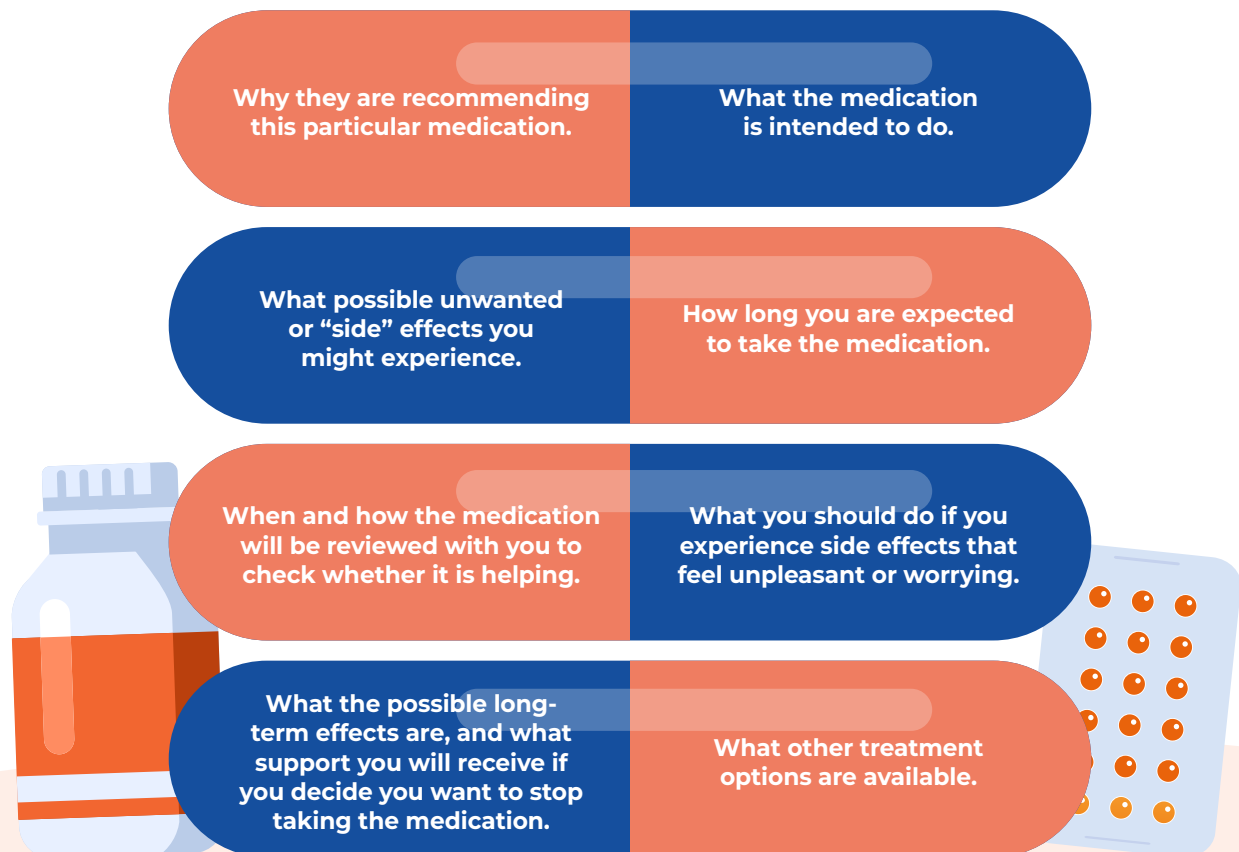 Why they are recommending
this particular medication.
What the medication
is intended to do.
What possible unwanted
or “side” effects you
might experience.
How long you are expected
to take the medication.
When and how the medication
will be reviewed with you to
check whether it is helping.
What you should do if you
experience side effects that
feel unpleasant or worrying.
What the possible long-
term effects are, and what
support you will receive if
you decide you want to stop
taking the medication.
What other treatment
options are available.